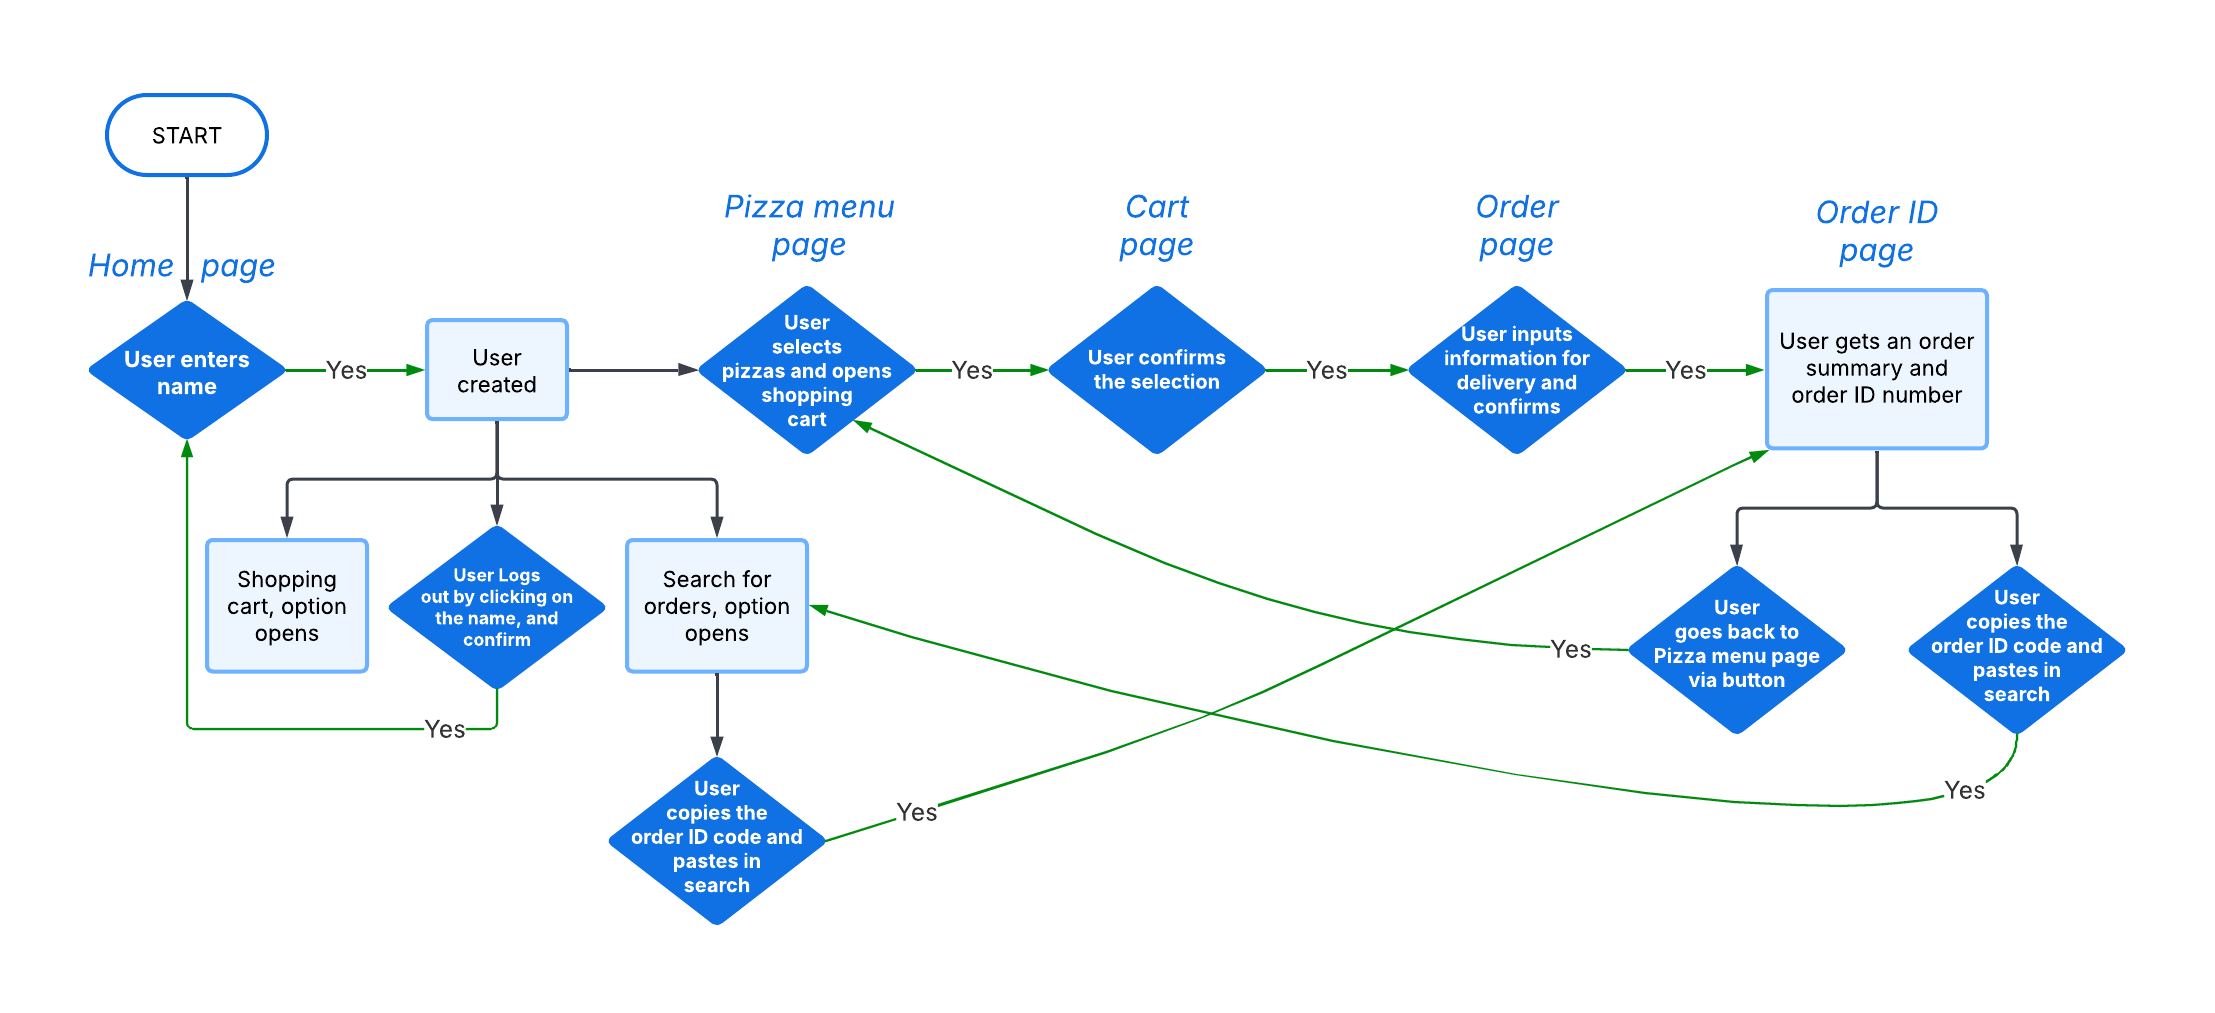 START
Home page
User enters
name
Yes
User
created
Pizza menu
page
User
selects
pizzas and opens
shopping
cart
Yes
Cart
page
User confirms
the selection
Yes
Order
page
User inputs
information for
delivery and
confirms
Yes
Order ID
page
User gets an order
summary and
order ID number
Shopping
cart, option
opens
User Logs
out by clicking on
the name, and
confirm
Yes
Search for
orders, option
opens
User
copies the
order ID code and
pastes in
search
Yes
User
goes back to
Pizza menu page
via button
Yes
User
copies the
order ID code and
pastes in
search
Yes